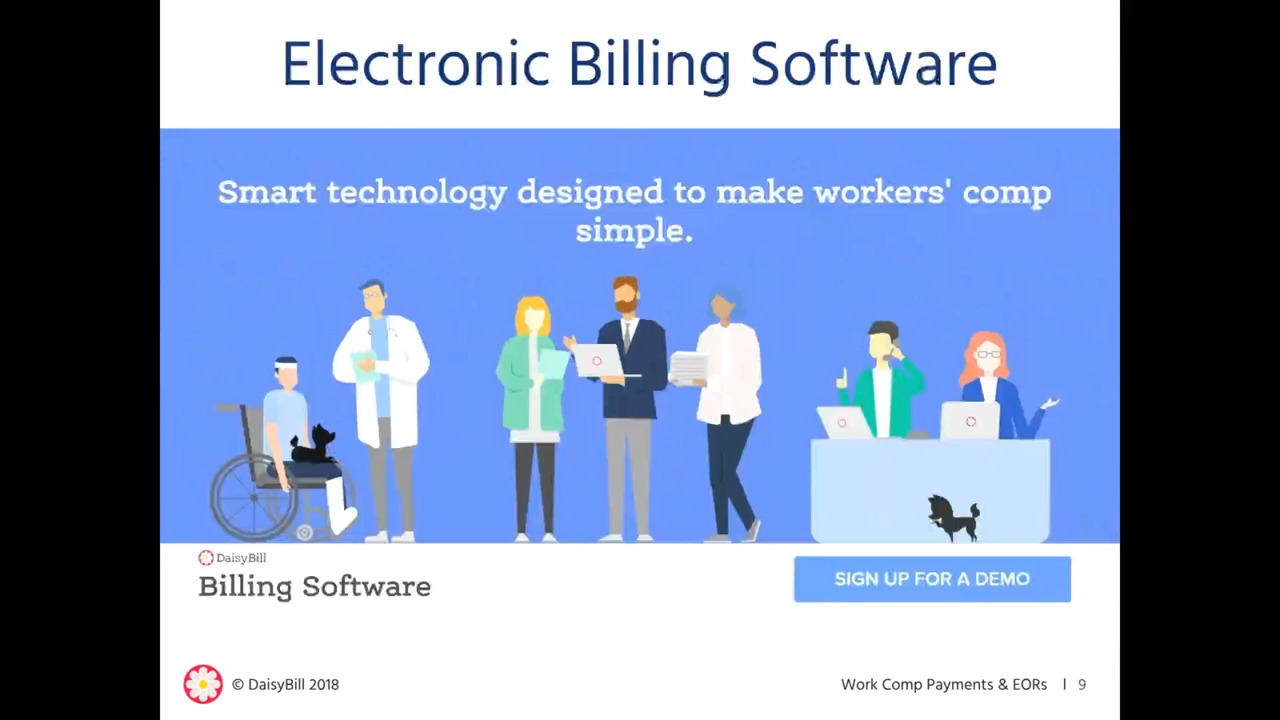 Electronic Billing Software
Smart technology designed to make workers' comp
simple.
DaisyBill
Billing Software
SIGN UP FOR A DEMO
© DaisyBill 2018
Work Comp Payments & EORs | 9